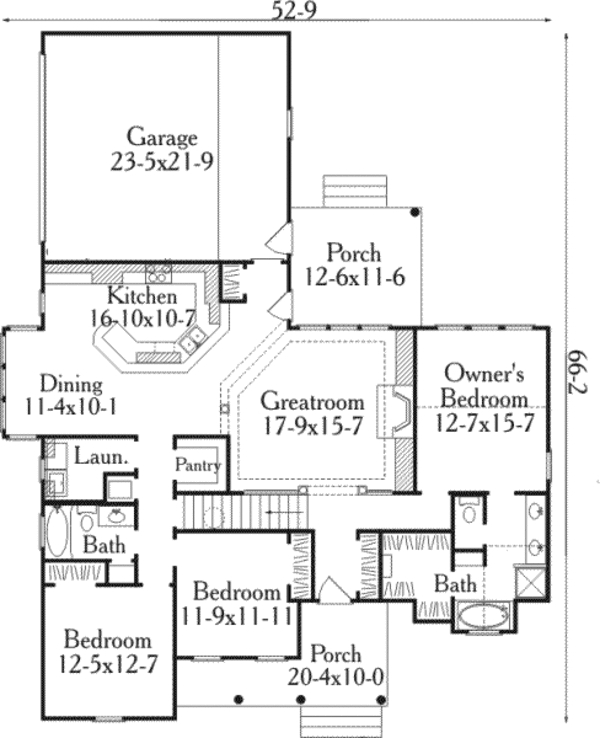 52-9
Garage
23-5x21-9
Porch
12-6x11-6
Kitchen
16-10x10-7
66-2
Dining
11-4x10-1
Greatroom
17-9x15-7
Owner's
Bedroom
12-7x15-7
Laun.
Pantry
Bath
Bedroom
11-9x11-11
Bath
Bedroom
12-5x12-7
Porch
20-4x10-0